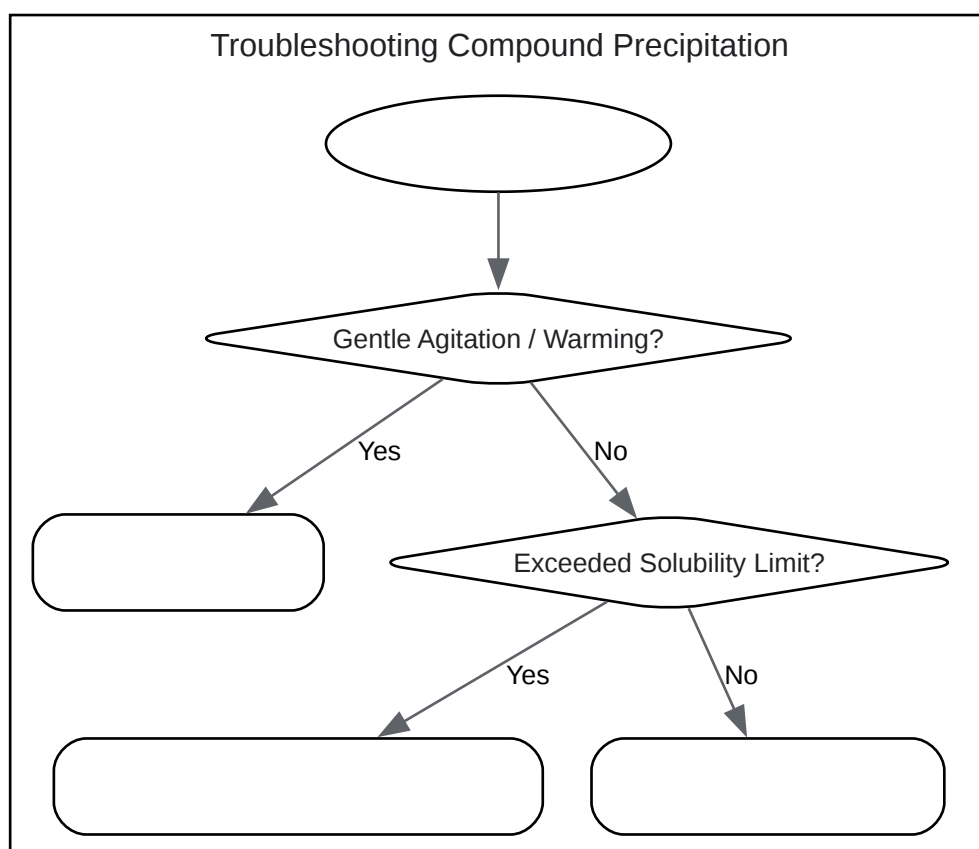 Troubleshooting Compound Precipitation
Gentle Agitation / Warming?
Yes
No
Exceeded Solubility Limit?
Yes
No